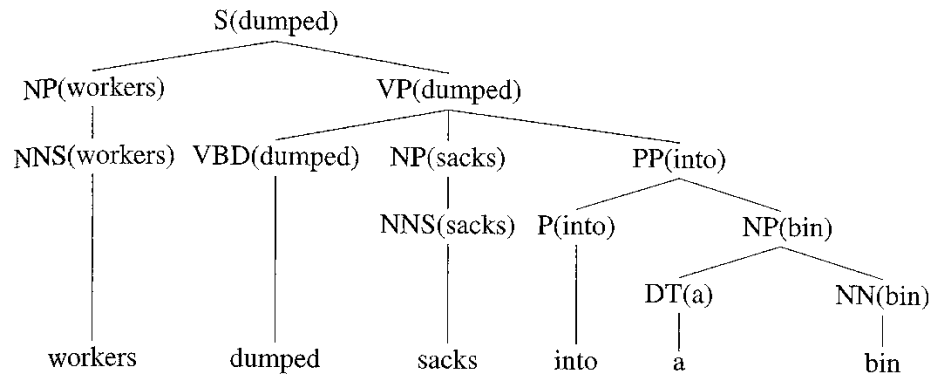 S(dumped)
NP(workers) VP(dumped)
NNS(workers) VBD(dumped) NP(sacks) PP(into)
NNS(sacks) P(into) NP(bin)
DT(a) NN(bin)
workers dumped sacks into a bin